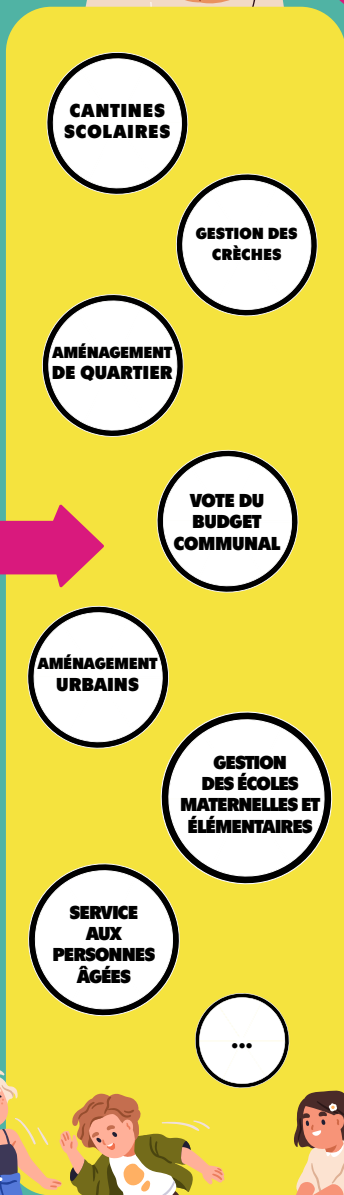 CANTINES
SCOLAIRES
GESTION DES
CRÈCHES
AMÉNAGEMENT
DE QUARTIER
VOTE DU
BUDGET
COMMUNAL
AMÉNAGEMENT
URBAINS
GESTION
DES ÉCOLES
MATERNELLES ET
ÉLÉMENTAIRES
SERVICE
AUX
PERSONNES
ÂGÉES
...